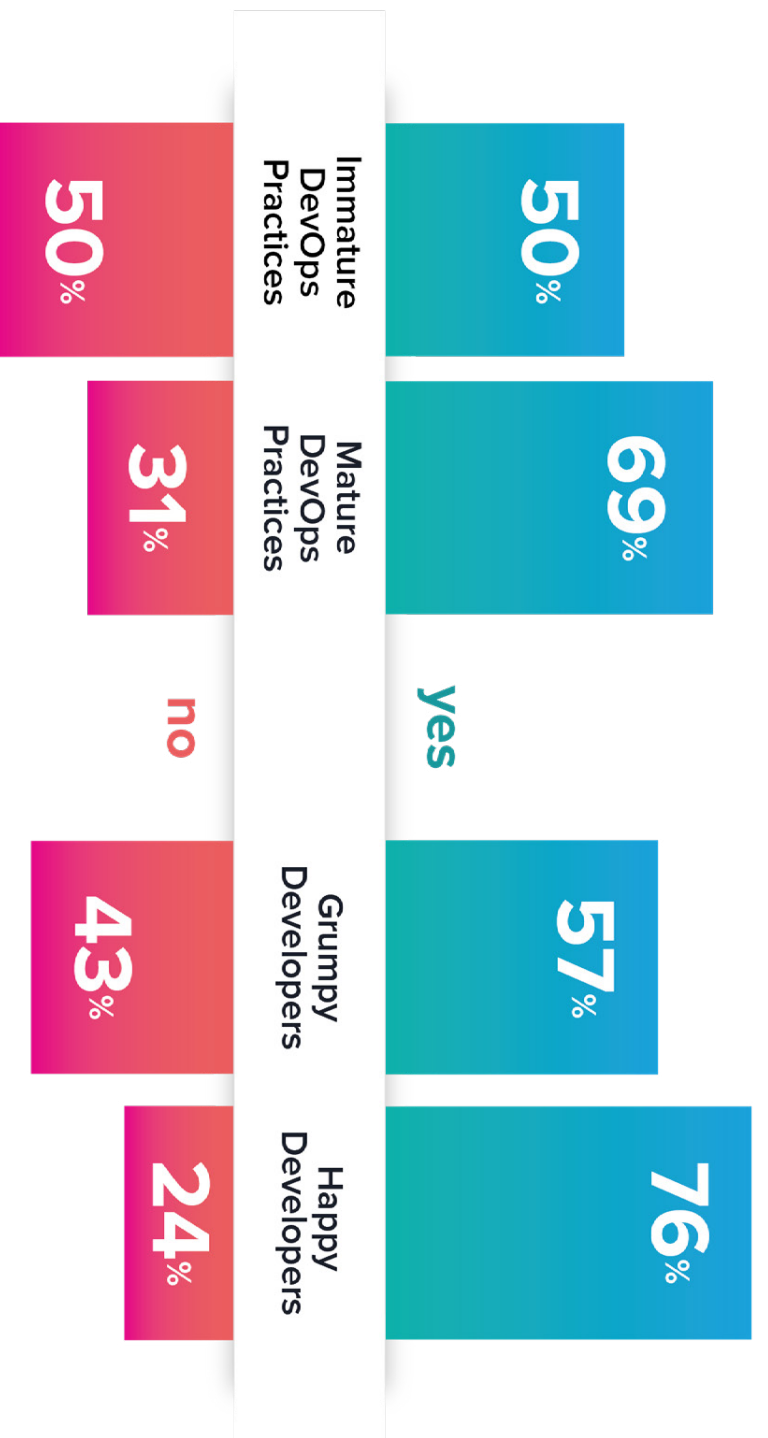 50%
69%
57%
76%
yes
Immature
DevOps
Practices
Mature
DevOps
Practices
Grumpy
Developers
Happy
Developers
no
50%
31%
43%
24%